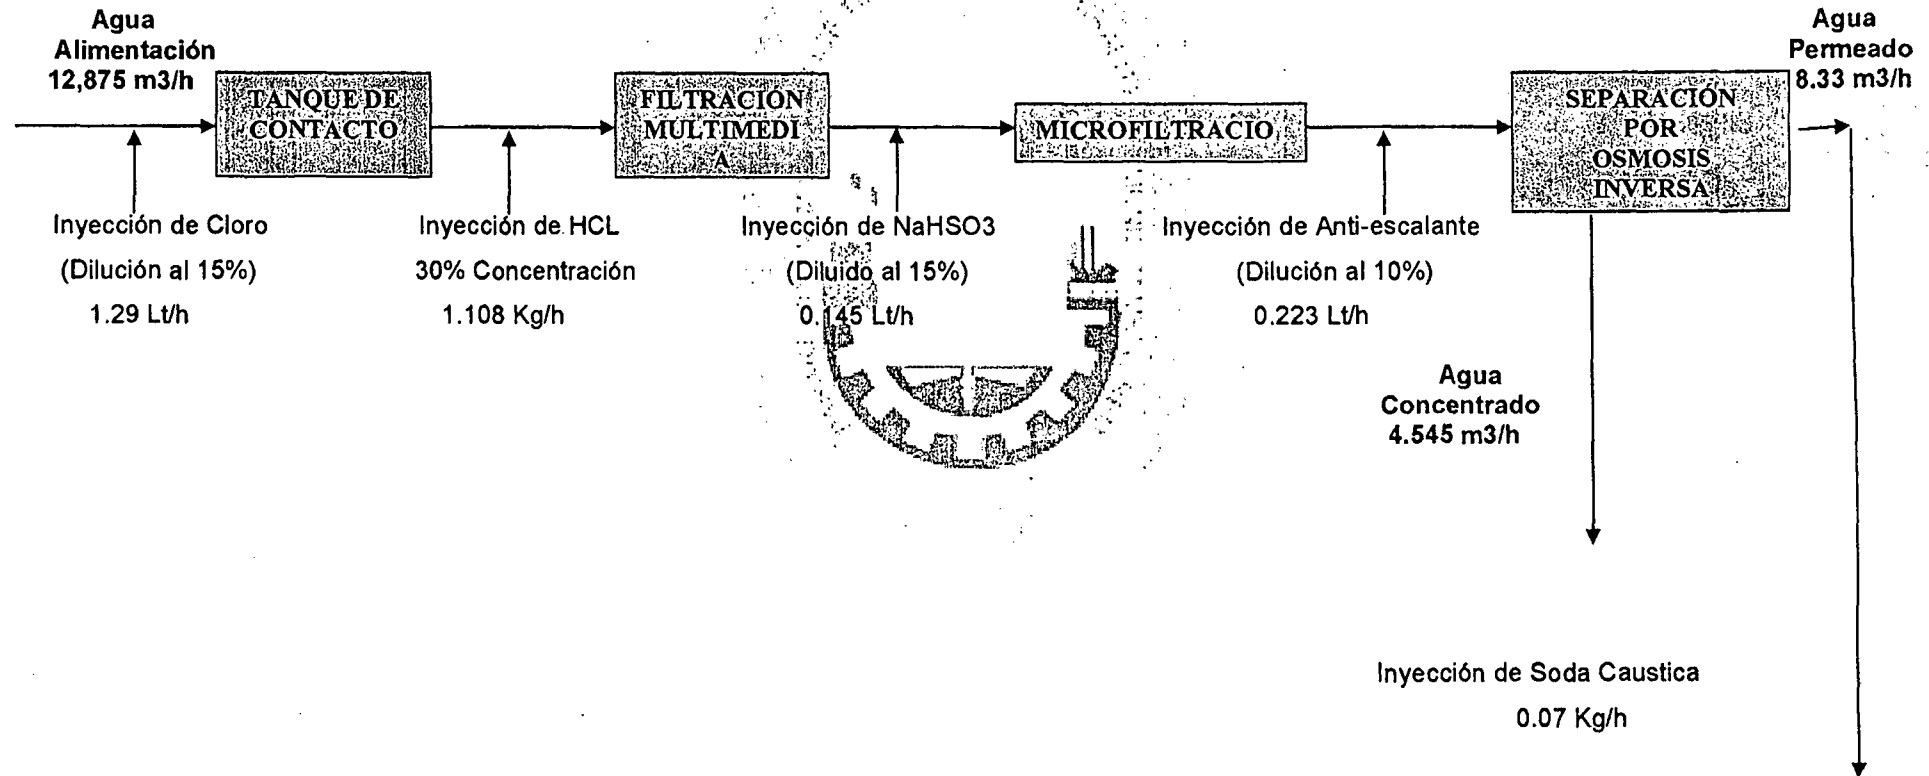 Agua
Alimentación
12,875 m3/h
TANQUE DE
CONTACTO
FILTRACION
MULTIMEDI
A
MICROFILTRACIO
SEPARACIÓN
POR
OSMOSIS
INVERSA
Agua
Permeado
8.33 m3/h
Inyección de Cloro
(Dilución al 15%)
1.29 Lt/h
Inyección de HCL
30% Concentración
1.108 Kg/h
Inyección de NaHSO3
(Diluido al 15%)
0.145 Lt/h
Inyección de Anti-escalante
(Dilución al 10%)
0.223 Lt/h
Agua
Concentrado
4.545 m3/h
Inyección de Soda Caustica
0.07 Kg/h